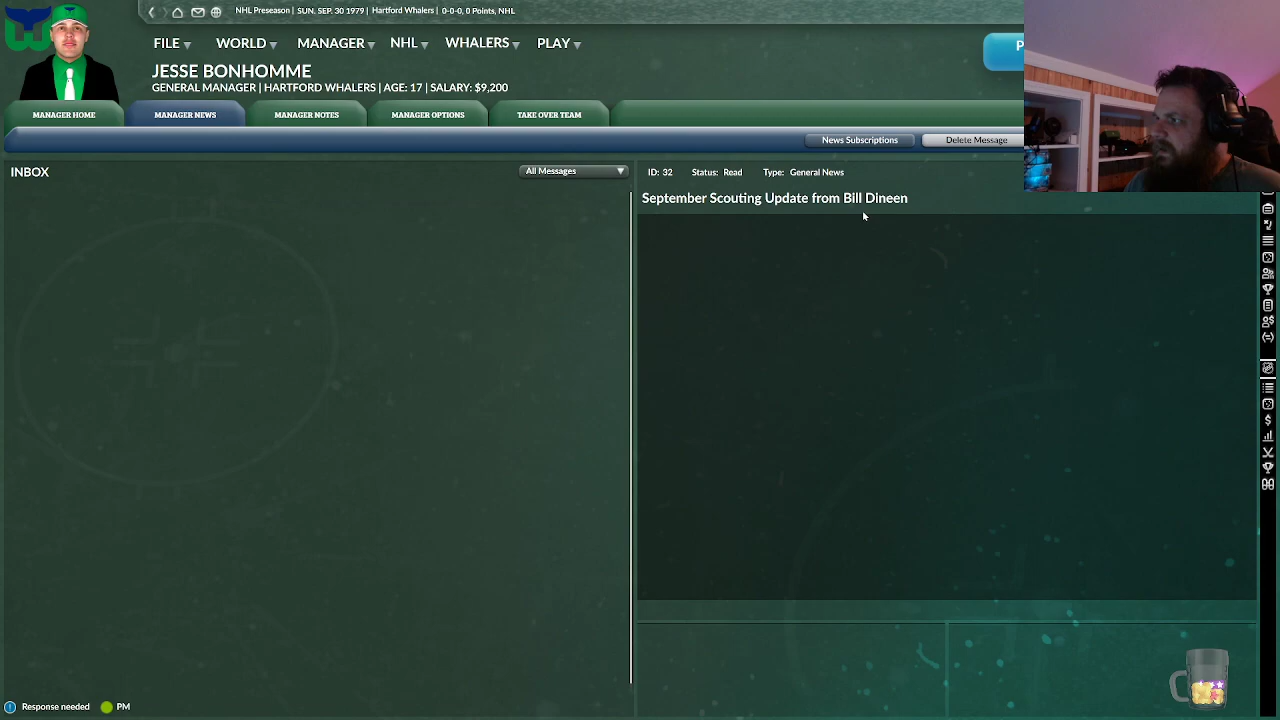 NHL Preseason | SUN. SEP. 30 1979 | Hartford Whalers | 0-0-0, 0 Points, NHL
FILE WORLD MANAGER NHL WHALERS PLAY
P
JESSE BONHOMME
GENERAL MANAGER | HARTFORD WHALERS | AGE: 17 | SALARY: $9,200
MANAGER HOME MANAGER NEWS MANAGER NOTES MANAGER OPTIONS TAKE OVER TEAM
News Subscriptions Delete Message
INBOX All Messages
ID: 32 Status: Read Type: General News
September Scouting Update from Bill Dineen
Response needed PM